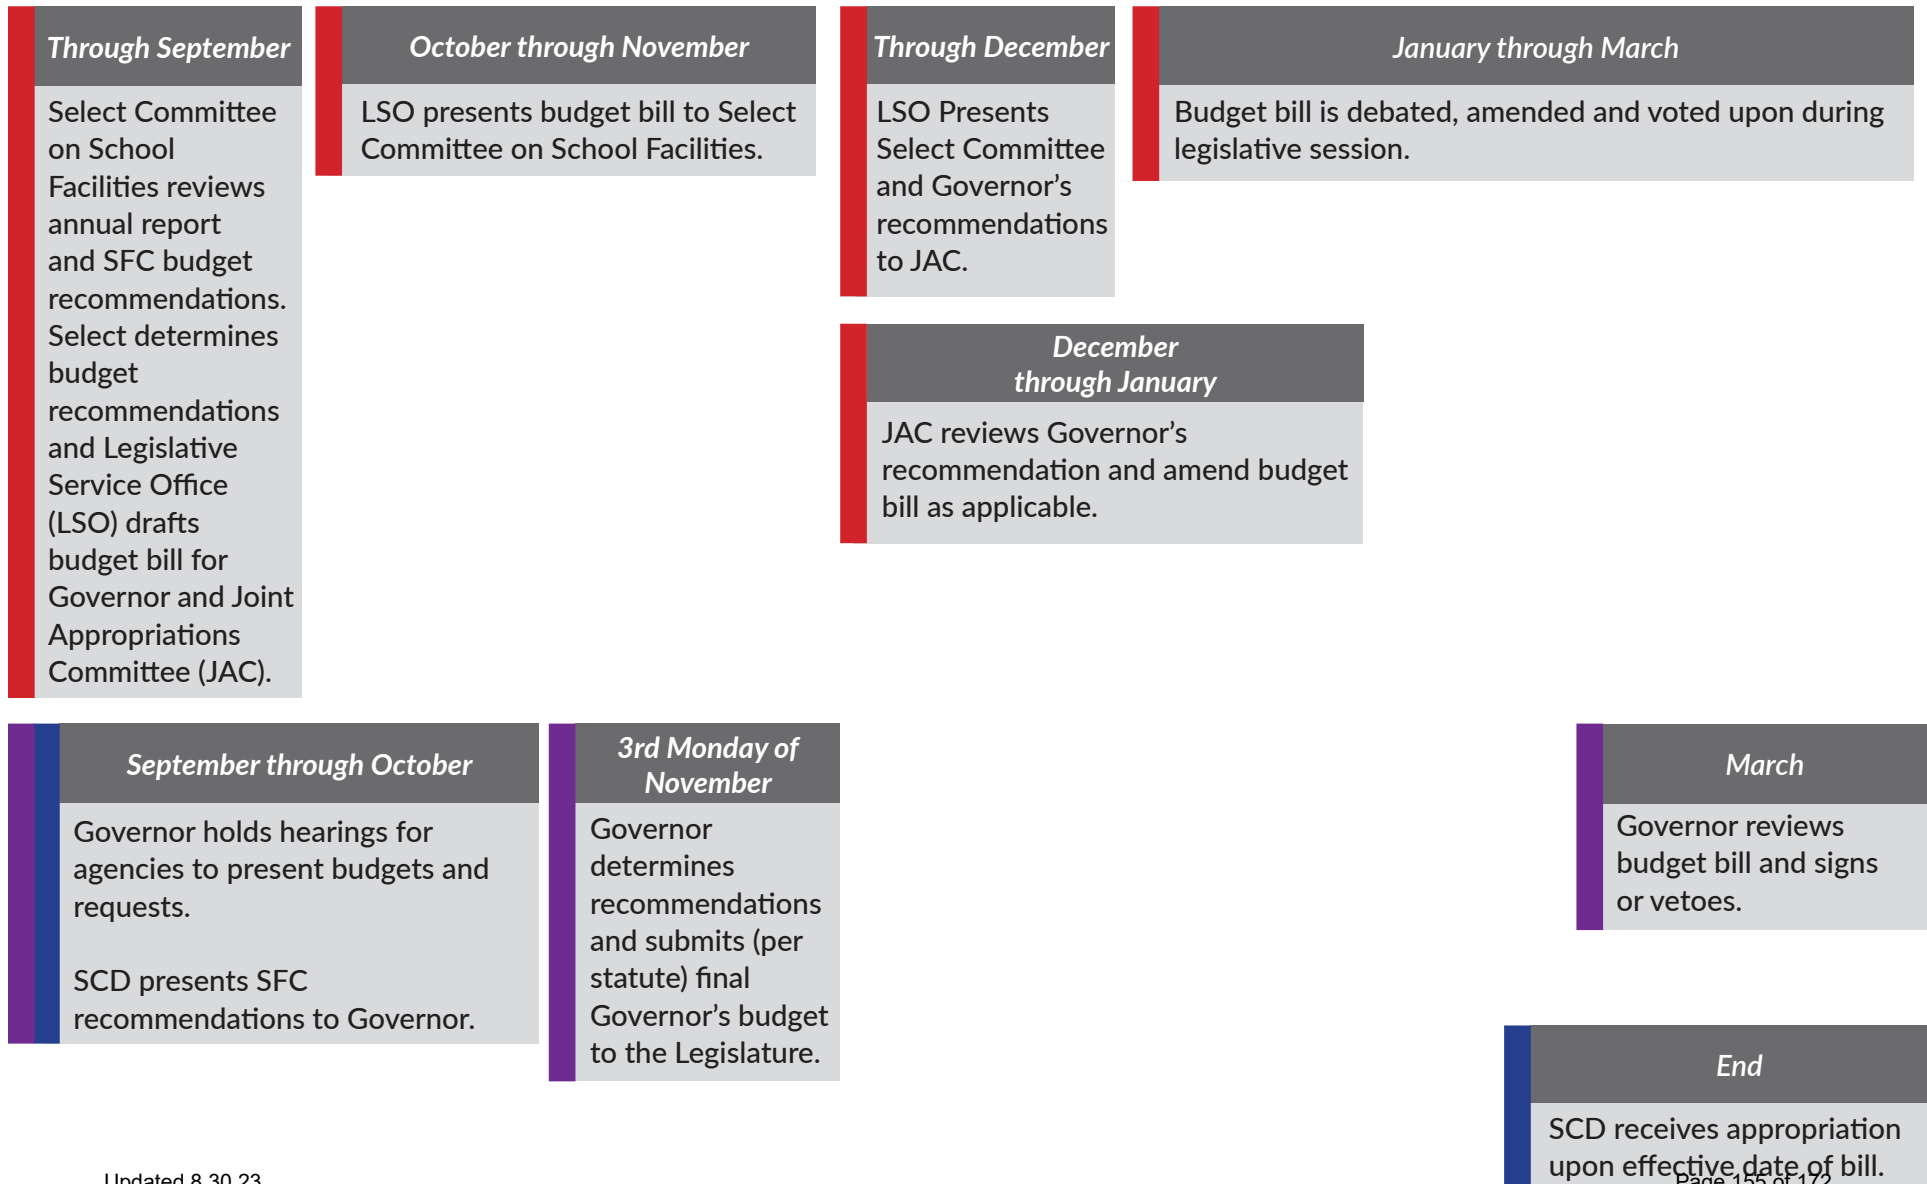 Through September
Select Committee
on School
Facilities reviews
annual report
and SFC budget
recommendations.
Select determines
budget
recommendations
and Legislative
Service Office
(LSO) drafts
budget bill for
Governor and Joint
Appropriations
Committee (JAC).
October through November
LSO presents budget bill to Select
Committee on School Facilities.
Through December
LSO Presents
Select Committee
and Governor’s
recommendations
to JAC.
January through March
Budget bill is debated, amended and voted upon during
legislative session.
December
through January
JAC reviews Governor’s
recommendation and amend budget
bill as applicable.
September through October
Governor holds hearings for
agencies to present budgets and
requests.
SCD presents SFC
recommendations to Governor.
3rd Monday of
November
Governor
determines
recommendations
and submits (per
statute) final
Governor’s budget
to the Legislature.
March
Governor reviews
budget bill and signs
or vetoes.
End
SCD receives appropriation
upon effective date of bill.
Updated 8.30.23
Page 155 of 172